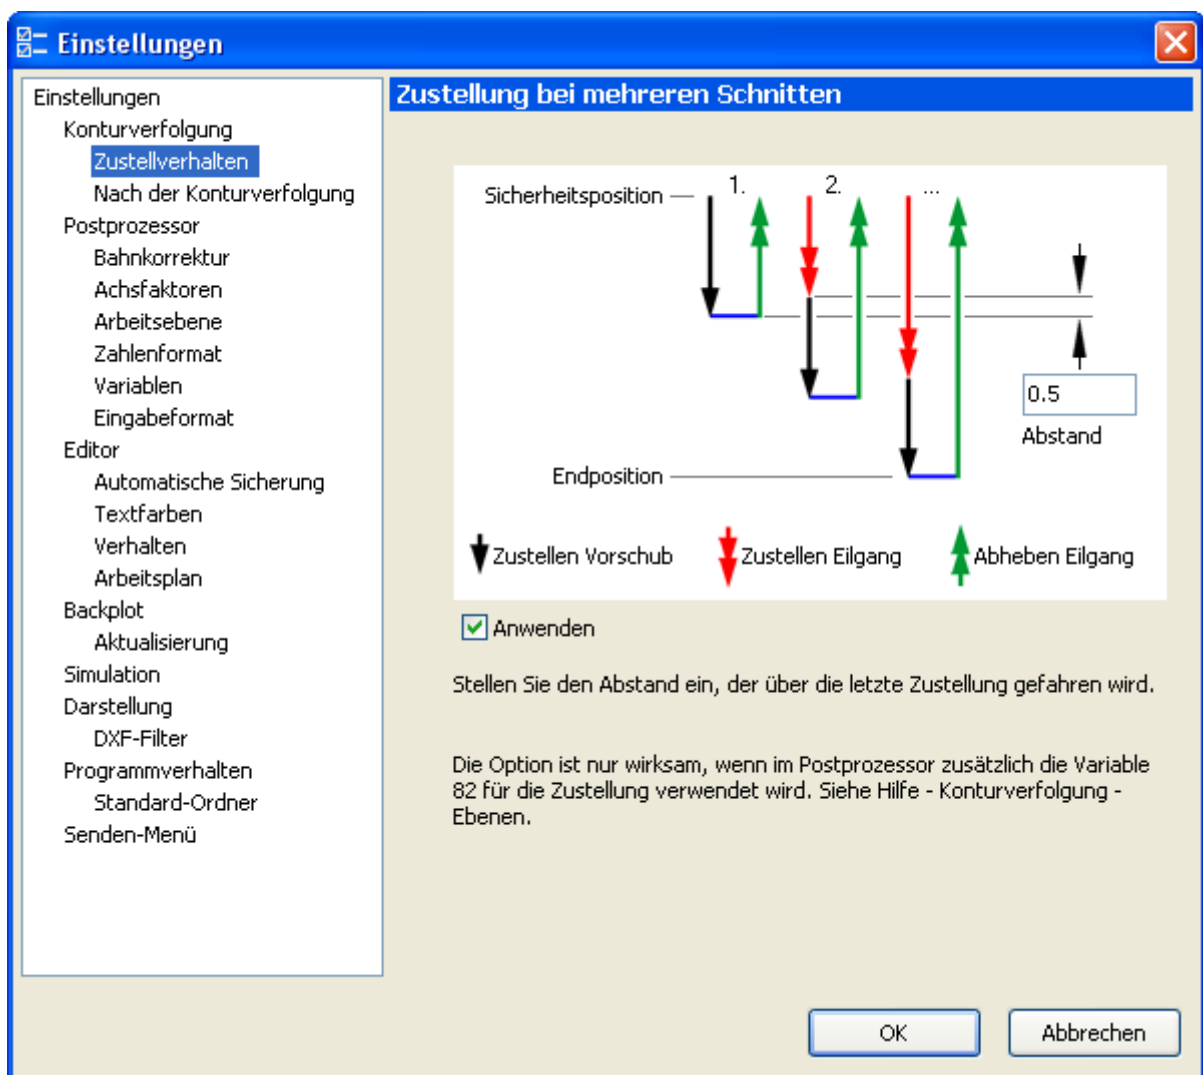 Einstellungen
Einstellungen
Konturverfolgung
Zustellverhalten
Nach der Konturverfolgung
Postprozessor
Bahnkorrektur
Achsfaktoren
Arbeitsebene
Zahlenformat
Variablen
Eingabeformat
Editor
Automatische Sicherung
Textfarben
Verhalten
Arbeitsplan
Backplot
Aktualisierung
Simulation
Darstellung
DXF-Filter
Programmverhalten
Standard-Ordner
Senden-Menü
Zustellung bei mehreren Schnitten
Sicherheitsposition 1. 2. ...
0.5
Abstand
Endposition
Zustellen Vorschub Zustellen Eilgang Abheben Eilgang
Anwenden
Stellen Sie den Abstand ein, der über die letzte Zustellung gefahren wird.
Die Option ist nur wirksam, wenn im Postprozessor zusätzlich die Variable
82 für die Zustellung verwendet wird. Siehe Hilfe - Konturverfolgung -
Ebenen.
OK Abbrechen